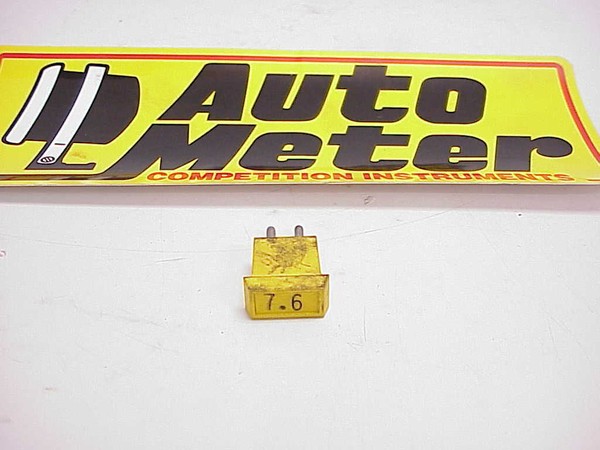 Auto
Meter
COMPETITION INSTRUMENTS
7.6